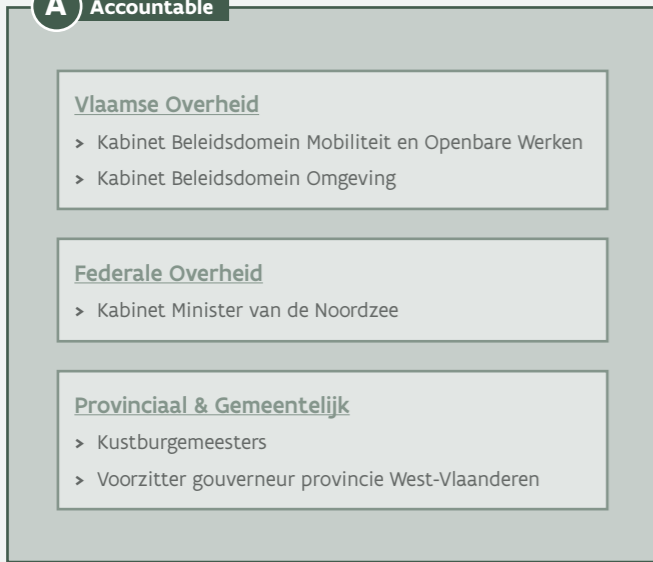 A Accountable
Vlaamse Overheid
> Kabinet Beleidsdomein Mobiliteit en Openbare Werken
> Kabinet Beleidsdomein Omgeving
Federale Overheid
> Kabinet Minister van de Noordzee
Provinciaal & Gemeentelijk
> Kustburgemeesters
> Voorzitter gouverneur provincie West-Vlaanderen